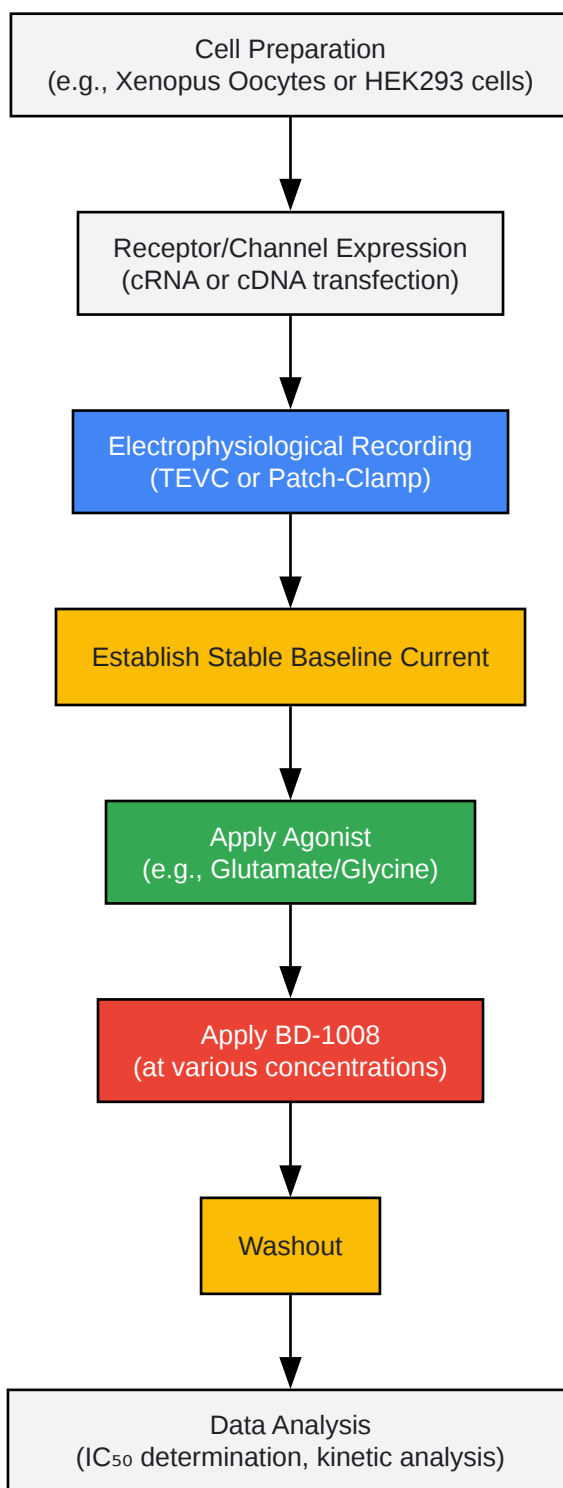 Cell Preparation
(e.g., Xenopus Oocytes or HEK293 cells)
Receptor/Channel Expression
(cRNA or cDNA transfection)
Electrophysiological Recording
(TEVC or Patch-Clamp)
Establish Stable Baseline Current
Apply Agonist
(e.g., Glutamate/Glycine)
Apply BD-1008
(at various concentrations)
Washout
Data Analysis
(IC₅₀ determination, kinetic analysis)